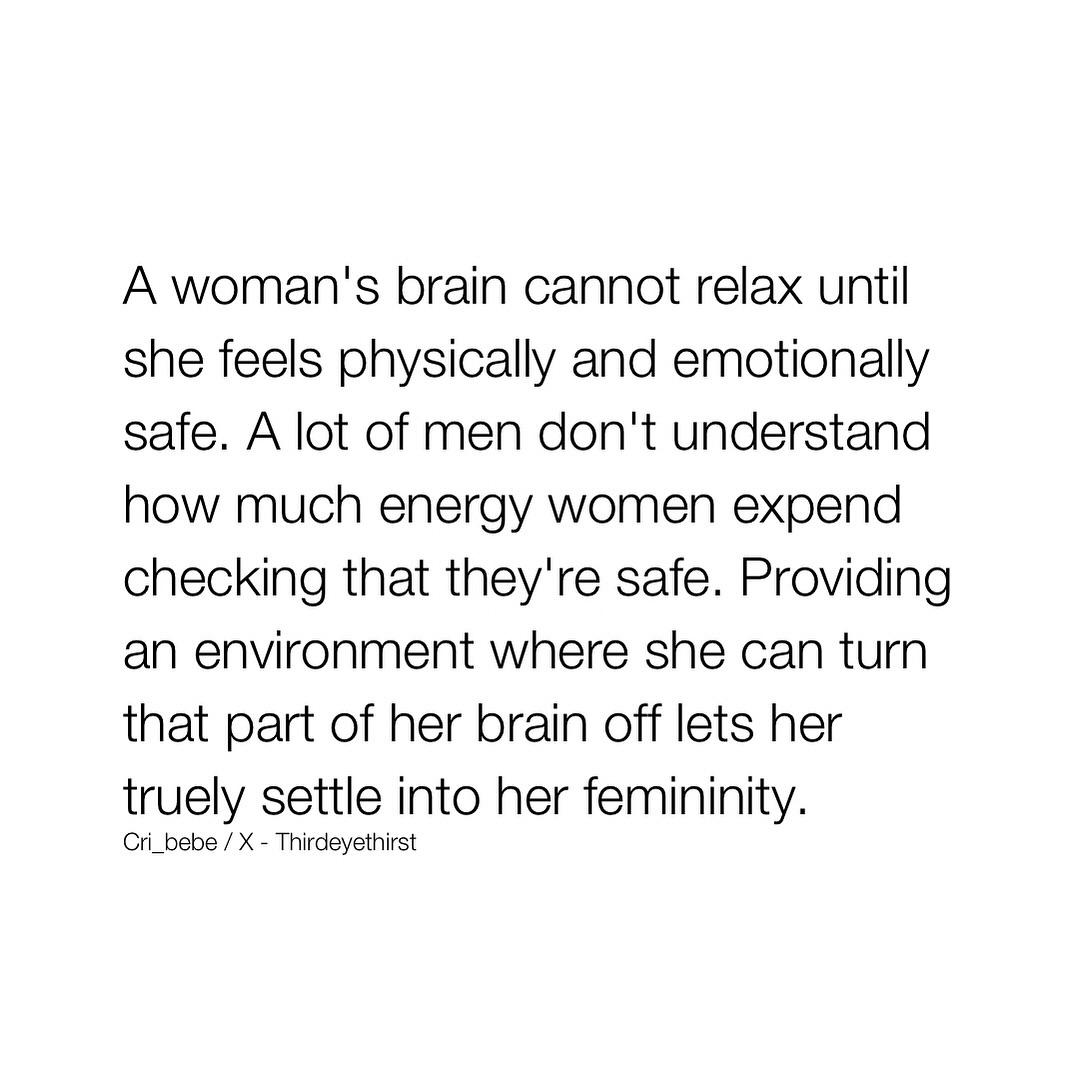 A woman's brain cannot relax until
she feels physically and emotionally
safe. A lot of men don't understand
how much energy women expend
checking that they're safe. Providing
an environment where she can turn
that part of her brain off lets her
truely settle into her femininity.
Cri_bebe / X - Thirdeyethirst